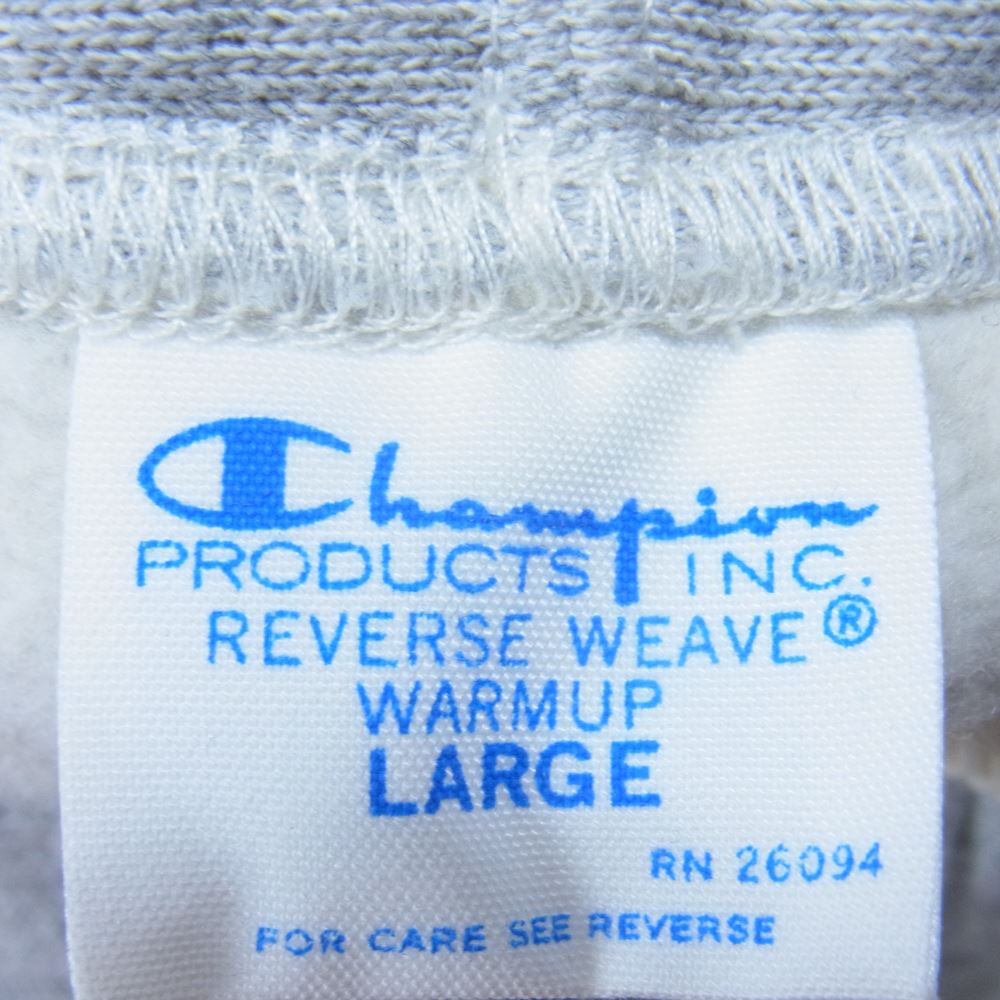 Champion
PRODUCTS INC.
REVERSE WEAVE®
WARMUP
LARGE
RN 26094
FOR CARE SEE REVERSE